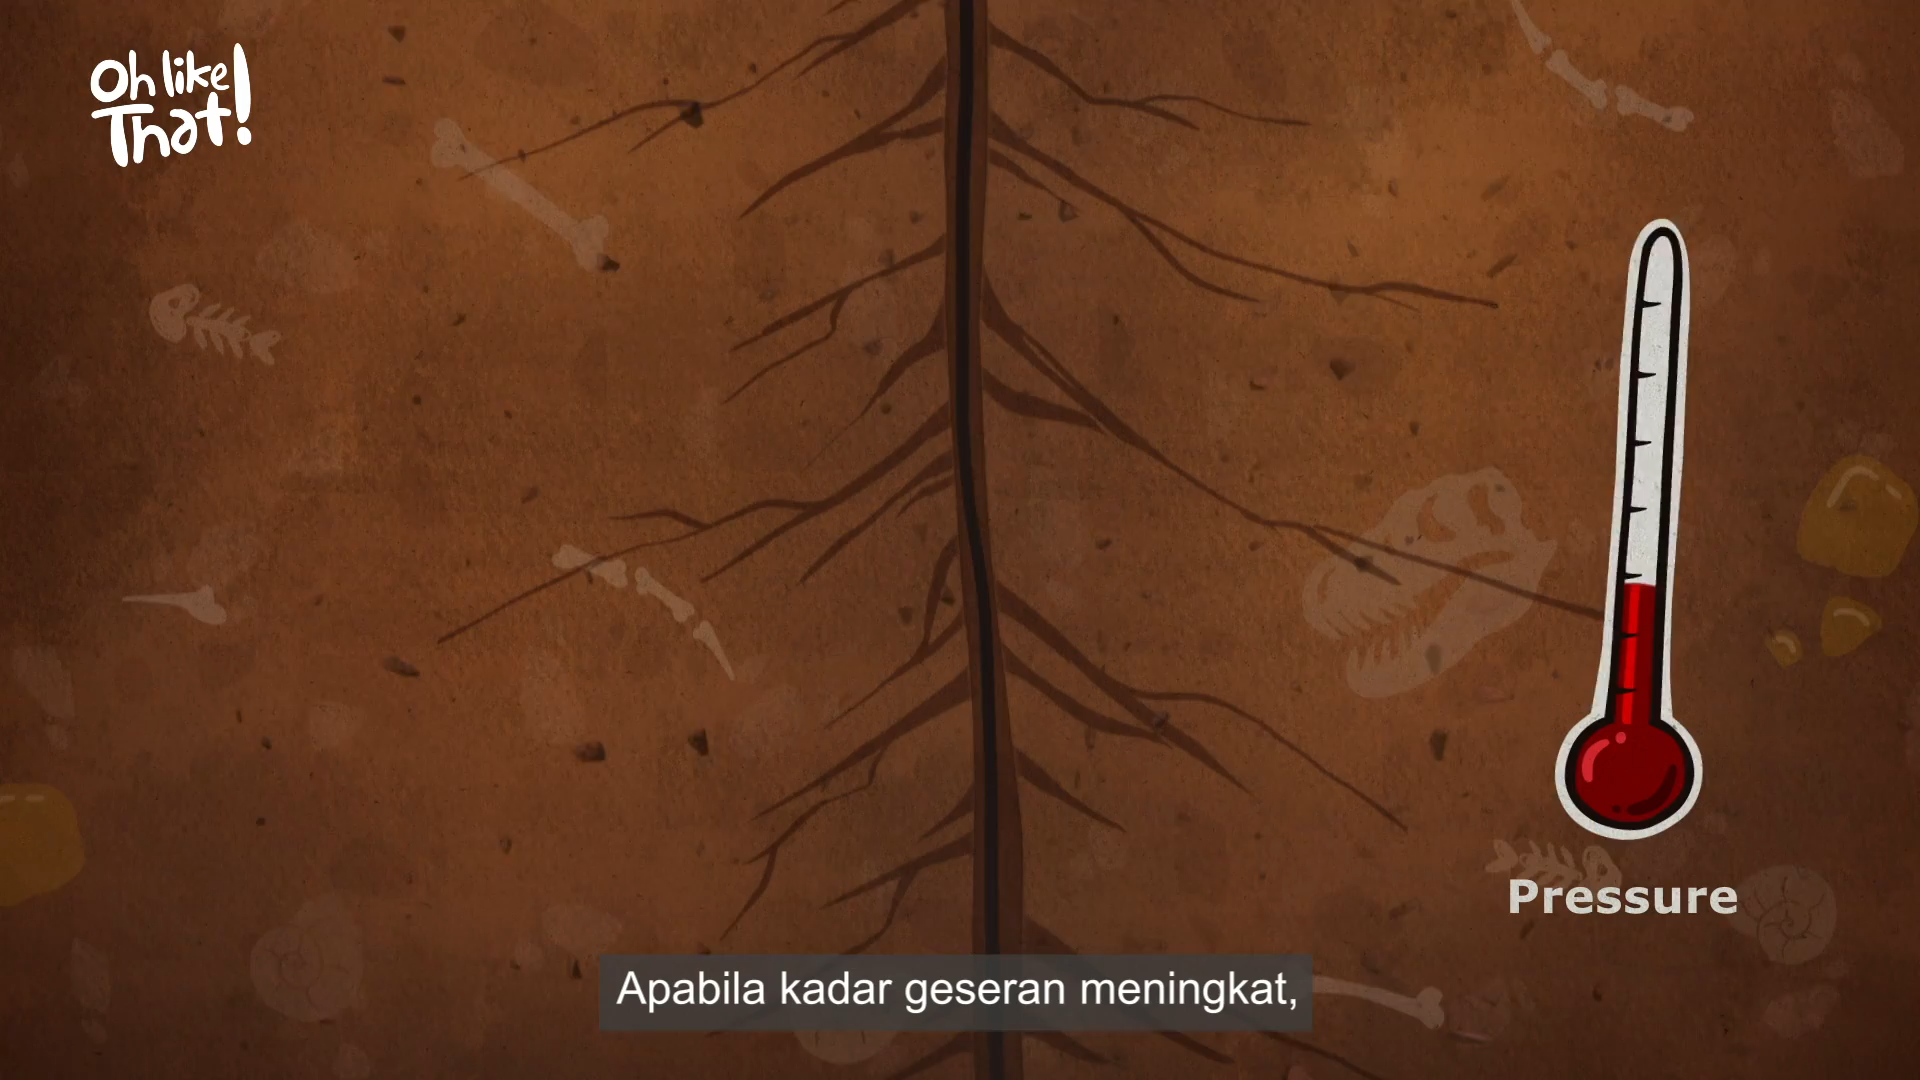 Oh like
That!
Pressure
Apabila kadar geseran meningkat,